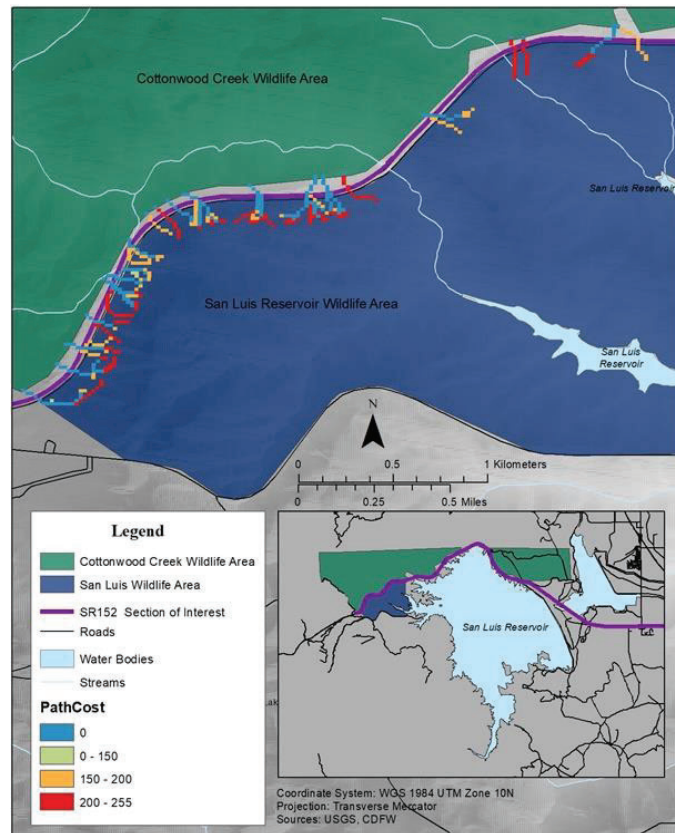 Cottonwood Creek Wildlife Area
San Luis Reservoir
San Luis Reservoir Wildlife Area
San Luis
Reservoir
N
0 0.5 1 Kilometers
0 0.25 0.5 Miles
Legend
Cottonwood Creek Wildlife Area
San Luis Wildlife Area
SR152 Section of Interest
Roads
Water Bodies
Streams
PathCost
0
0 - 150
150 - 200
200 - 255
San Luis Reservoir
Coordinate System: WGS 1984 UTM Zone 10N
Projection: Transverse Mercator
Sources: USGS, CDFW